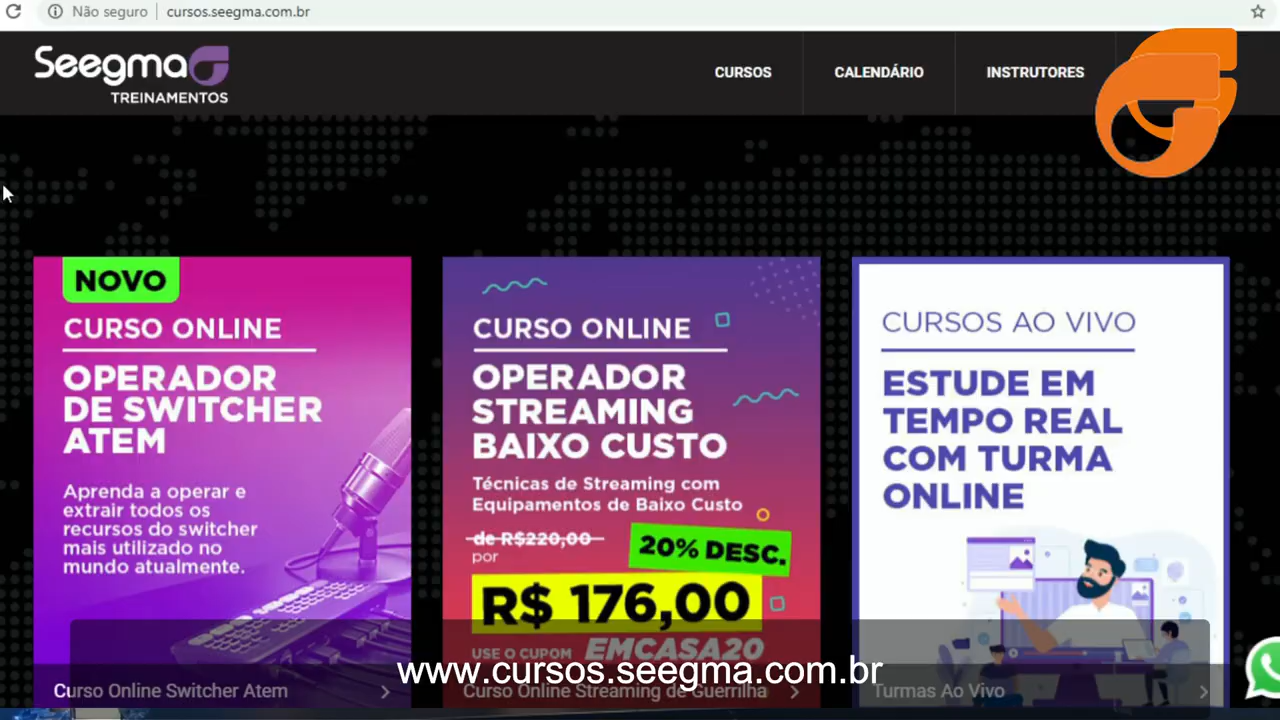 Não seguro
cursos.seegma.com.br
Seegma
TREINAMENTOS
CURSOS
CALENDÁRIO
INSTRUTORES
NOVO
CURSO ONLINE
OPERADOR
DE SWITCHER
ATEM
Aprenda a operar e
extrair todos os
recursos do switcher
mais utilizado no
mundo atualmente.
Curso Online Switcher Atem
CURSO ONLINE
OPERADOR
STREAMING
BAIXO CUSTO
Técnicas de Streaming com
Equipamentos de Baixo Custo
de R$220,00
por
20% DESC.
R$ 176,00
USE O CUPOM EMCASA20
Curso Online Streaming de Guerrilha
CURSOS AO VIVO
ESTUDE EM
TEMPO REAL
COM TURMA
ONLINE
Turmas Ao Vivo
www.cursos.seegma.com.br